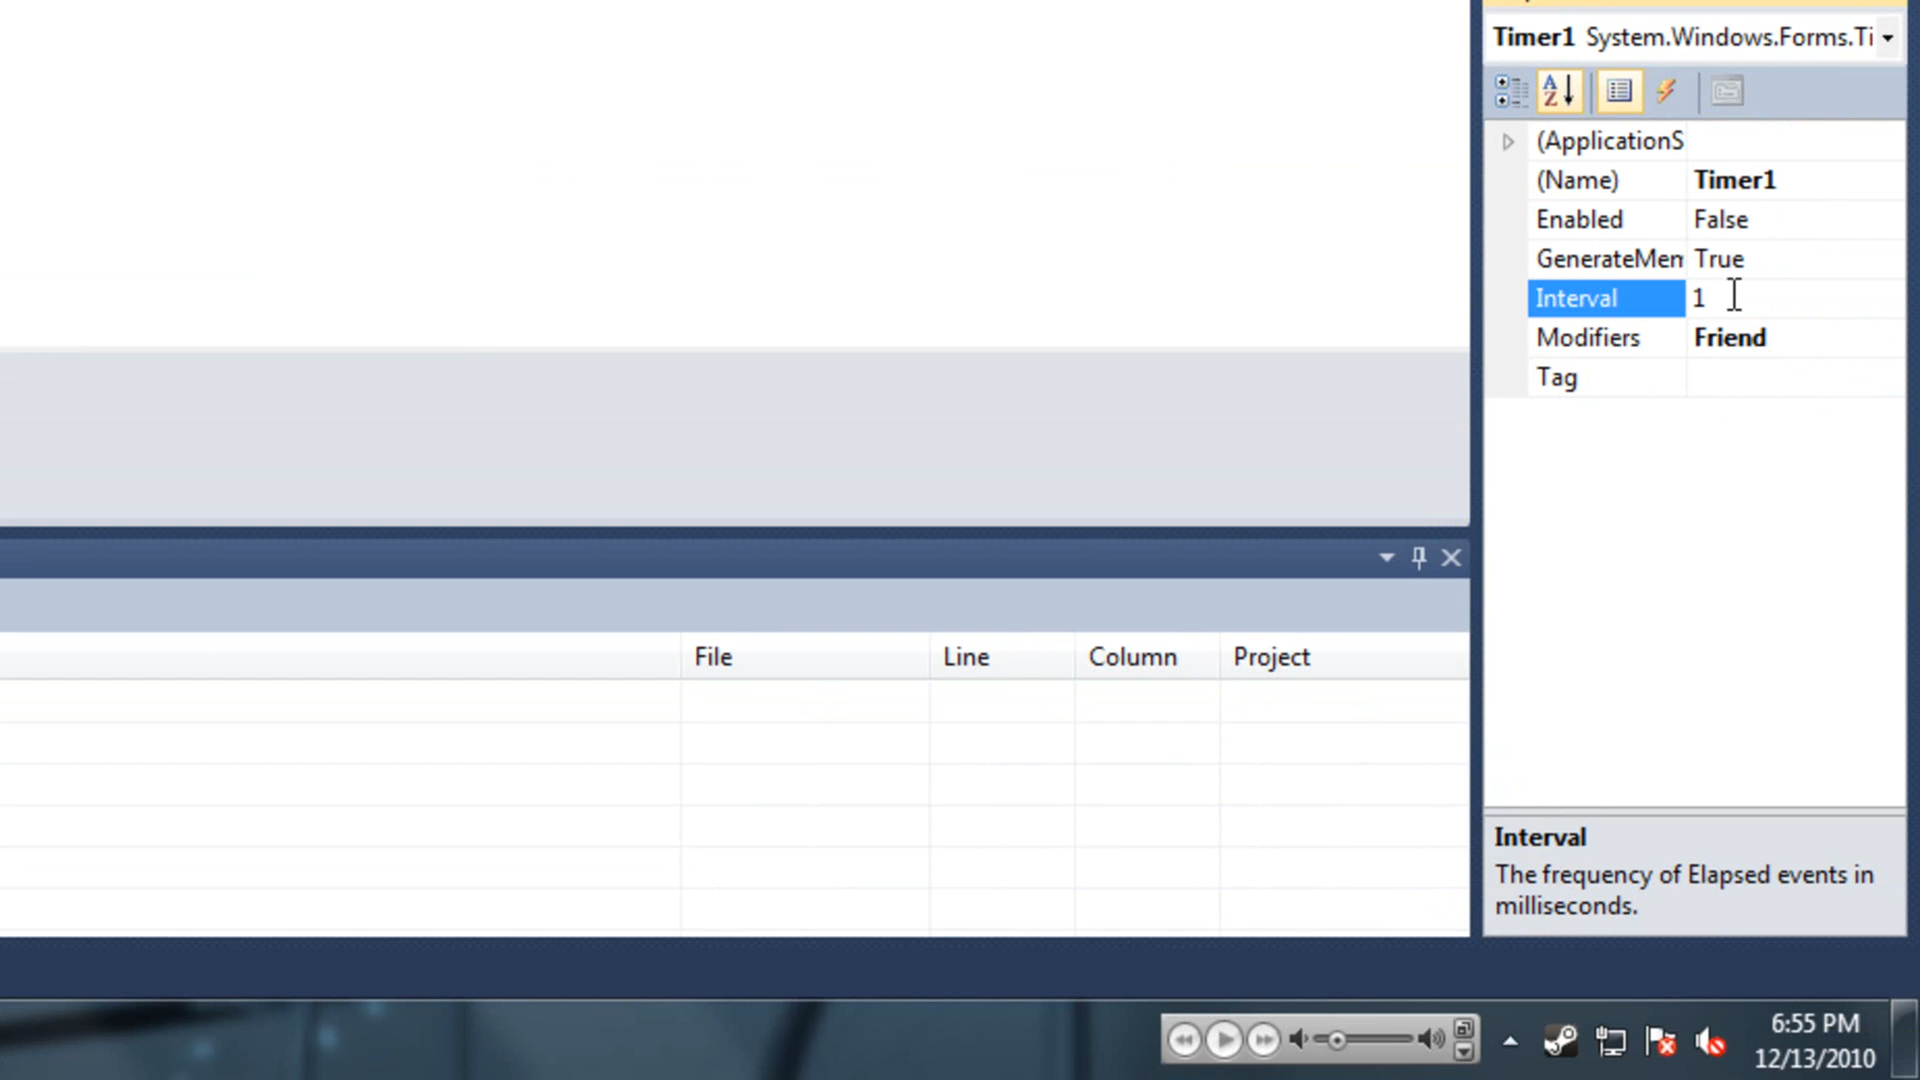 Timer1 System.Windows.Forms.Ti
(ApplicationS
(Name) Timer1
Enabled False
GenerateMem True
Interval 1
Modifiers Friend
Tag
File Line Column Project
Interval
The frequency of Elapsed events in
milliseconds.
6:55 PM
12/13/2010